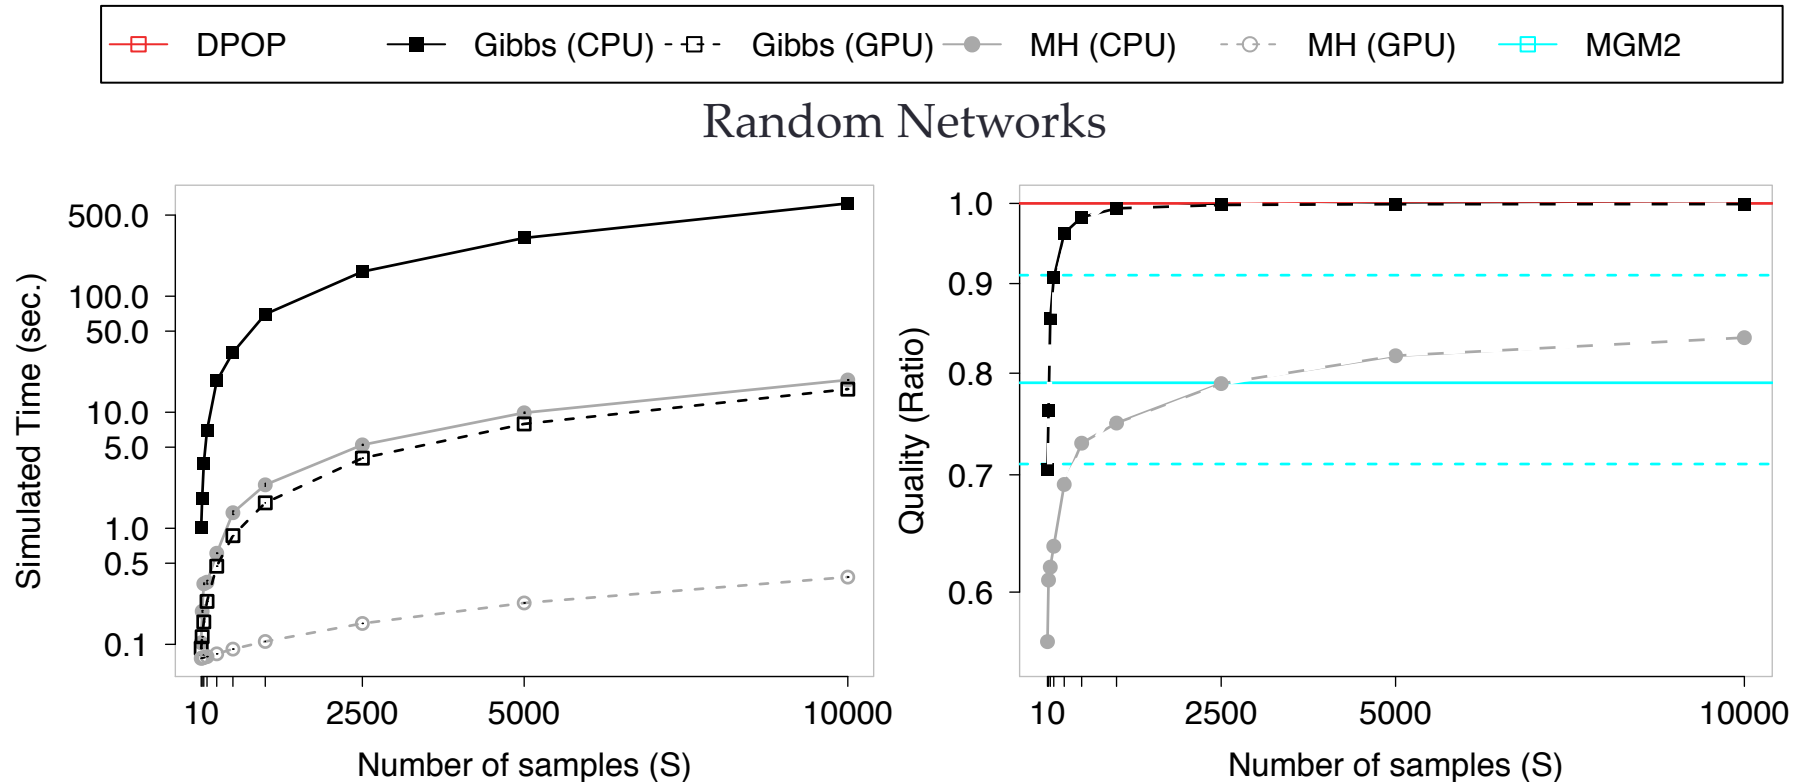 DPOP Gibbs (CPU) Gibbs (GPU) MH (CPU) MH (GPU) MGM2
Random Networks
Simulated Time (sec.)
500.0
100.0
50.0
10.0
5.0
1.0
0.5
0.1
10 2500 5000 10000
Number of samples (S)
Quality (Ratio)
1.0
0.9
0.8
0.7
0.6
10 2500 5000 10000
Number of samples (S)